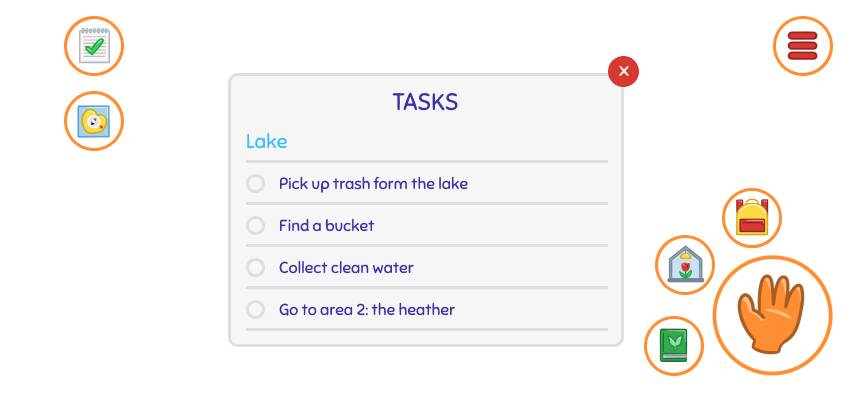 TASKS
X
Lake
Pick up trash form the lake
Find a bucket
Collect clean water
Go to area 2: the heather